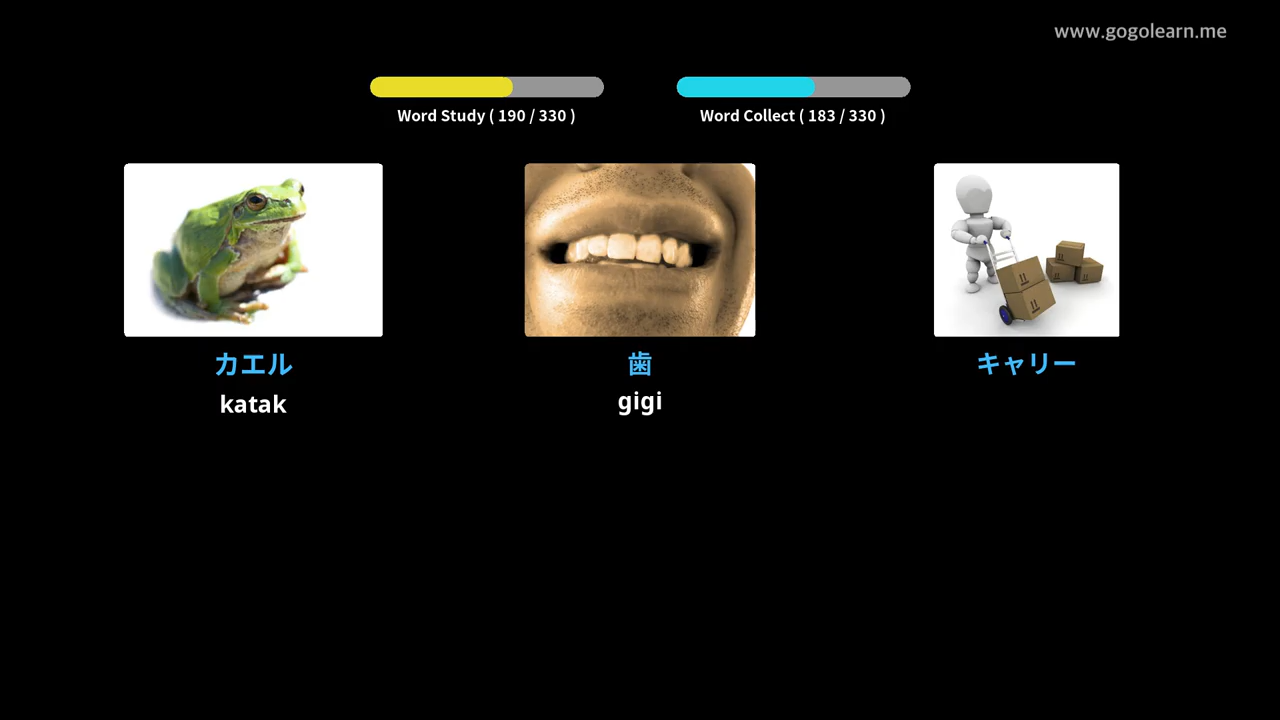 www.gogolearn.me
Word Study ( 190 / 330 )
Word Collect ( 183 / 330 )
カエル
katak
歯
gigi
キャリー